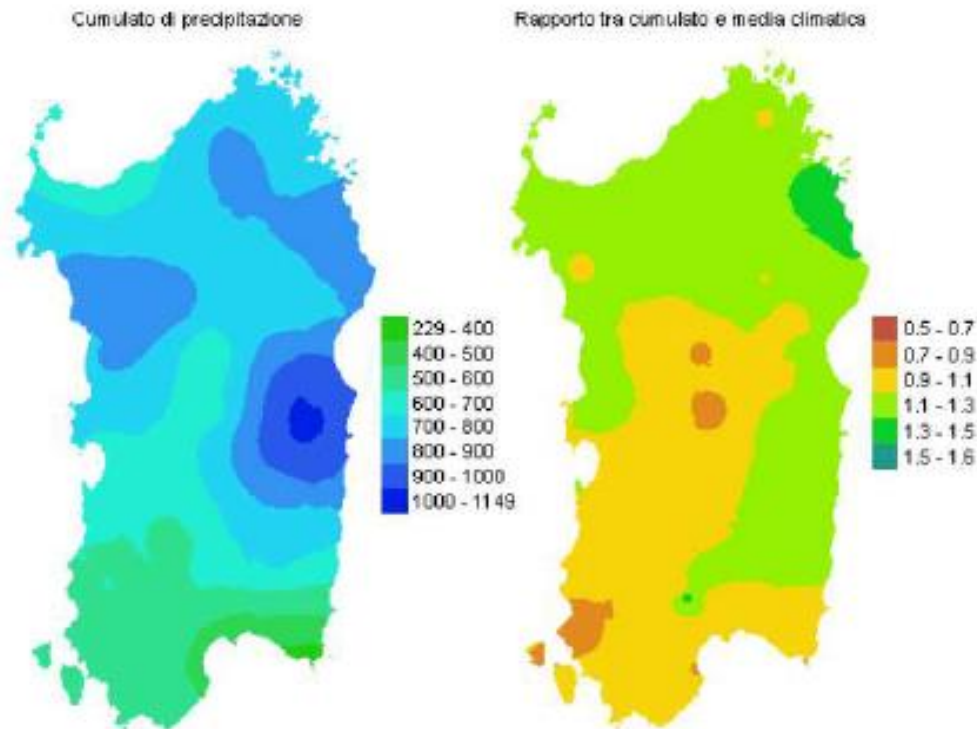 Cumulato di precipitazione
Rapporto tra cumulato e media climatica
229 - 400
400 - 500
500 - 600
600 - 700
700 - 800
800 - 900
900 - 1000
1000 - 1149
0.5 - 0.7
0.7 - 0.9
0.9 - 1.1
1.1 - 1.3
1.3 - 1.5
1.5 - 1.6